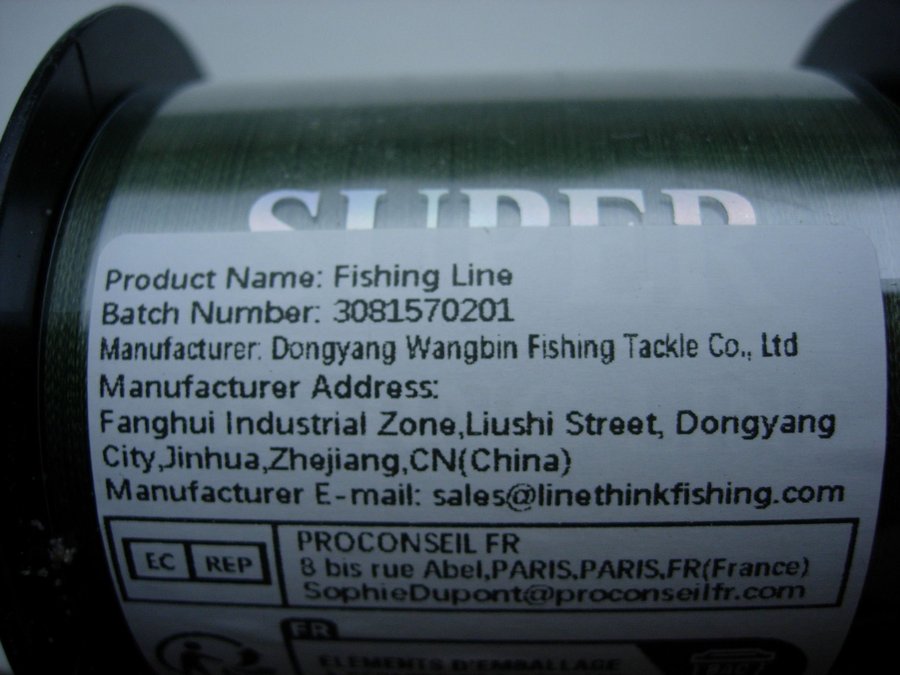 SUPER
Product Name: Fishing Line
Batch Number: 3081570201
Manufacturer: Dongyang Wangbin Fishing Tackle Co., Ltd
Manufacturer Address:
Fanghui Industrial Zone,Liushi Street, Dongyang
City,Jinhua,Zhejiang,CN(China)
Manufacturer E-mail: sales@linethinkfishing.com
EC REP
PROCONSEIL FR
8 bis rue Abel,PARIS,PARIS,FR(France)
SophieDupont@proconseilfr.com
FR
ÉLÉMENTS D'EMBALLAGE